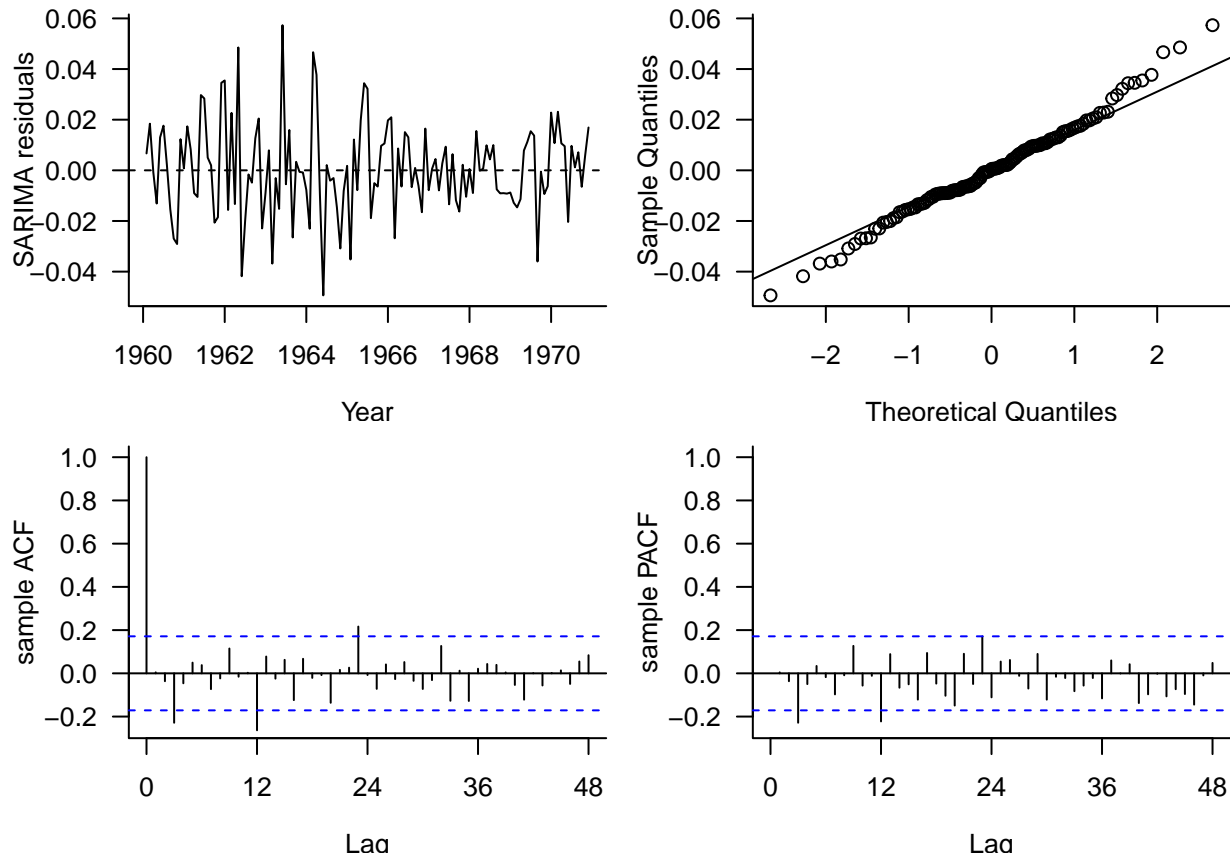 0.06
0.04
0.02
0.00
−0.02
−0.04
SARIMA residuals
1960 1962 1964 1966 1968 1970
Year
0.06
0.04
0.02
0.00
−0.02
−0.04
Sample Quantiles
−2 −1 0 1 2
Theoretical Quantiles
1.0
0.8
0.6
0.4
0.2
0.0
−0.2
sample ACF
0 12 24 36 48
Lag
1.0
0.8
0.6
0.4
0.2
0.0
−0.2
sample PACF
0 12 24 36 48
Lag